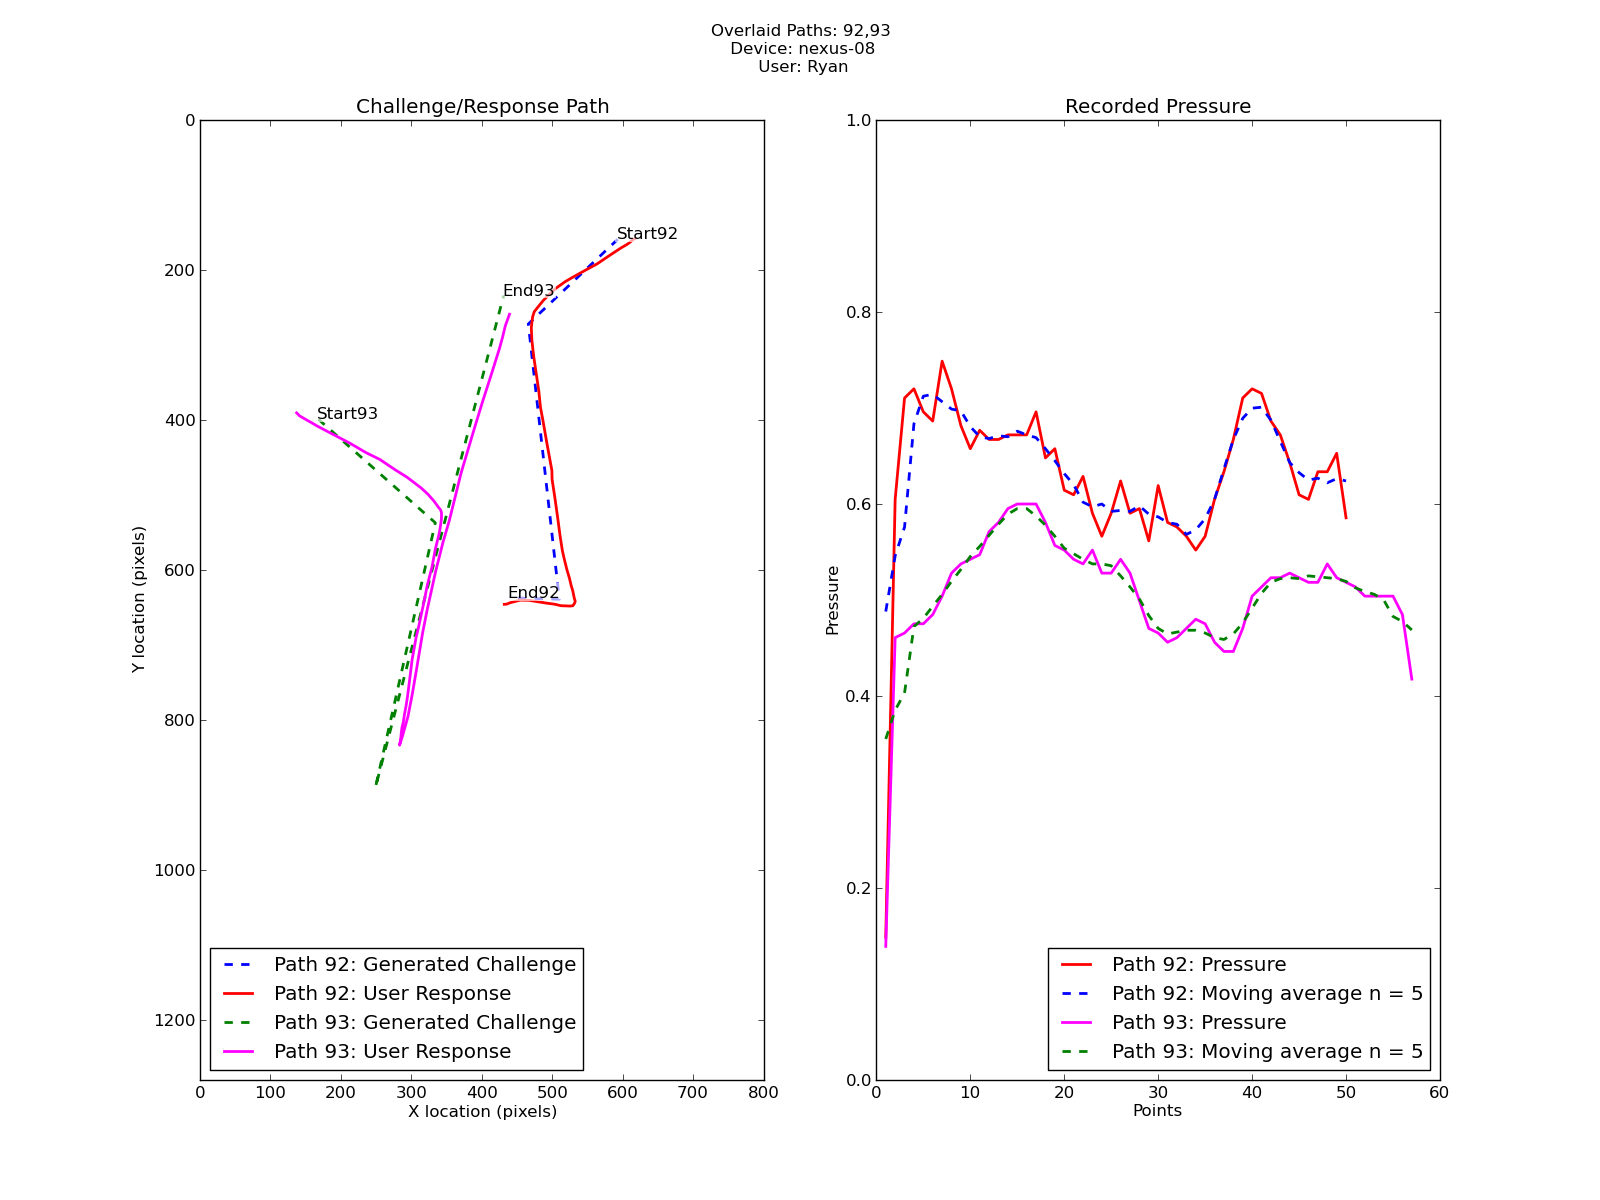 Overlaid Paths: 92,93
Device: nexus-08
User: Ryan
Challenge/Response Path
0
200
400
600
800
1000
1200
Y location (pixels)
Start92
End93
Start93
End92
Path 92: Generated Challenge
Path 92: User Response
Path 93: Generated Challenge
Path 93: User Response
0 100 200 300 400 500 600 700 800
X location (pixels)
Recorded Pressure
1.0
0.8
0.6
0.4
0.2
0.0
Pressure
Path 92: Pressure
Path 92: Moving average n = 5
Path 93: Pressure
Path 93: Moving average n = 5
0 10 20 30 40 50 60
Points